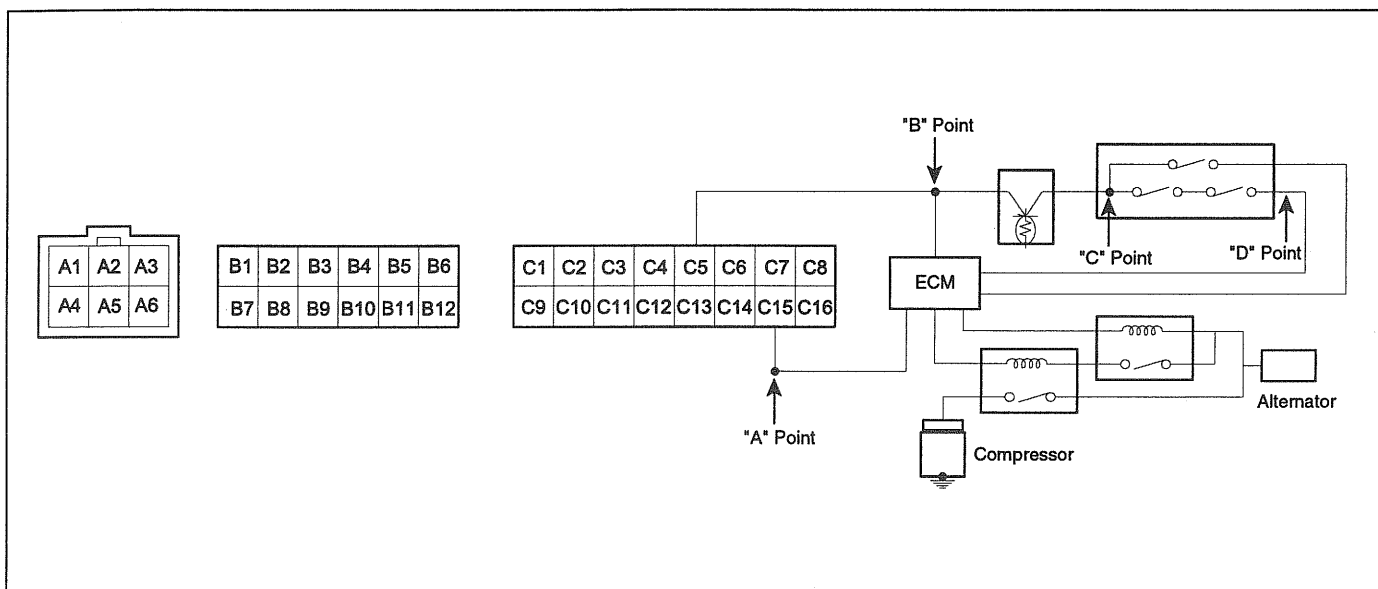 "B" Point
A1 A2 A3
A4 A5 A6
B1 B2 B3 B4 B5 B6
B7 B8 B9 B10 B11 B12
C1 C2 C3 C4 C5 C6 C7 C8
C9 C10 C11 C12 C13 C14 C15 C16
"C" Point
"D" Point
ECM
Alternator
"A" Point
Compressor